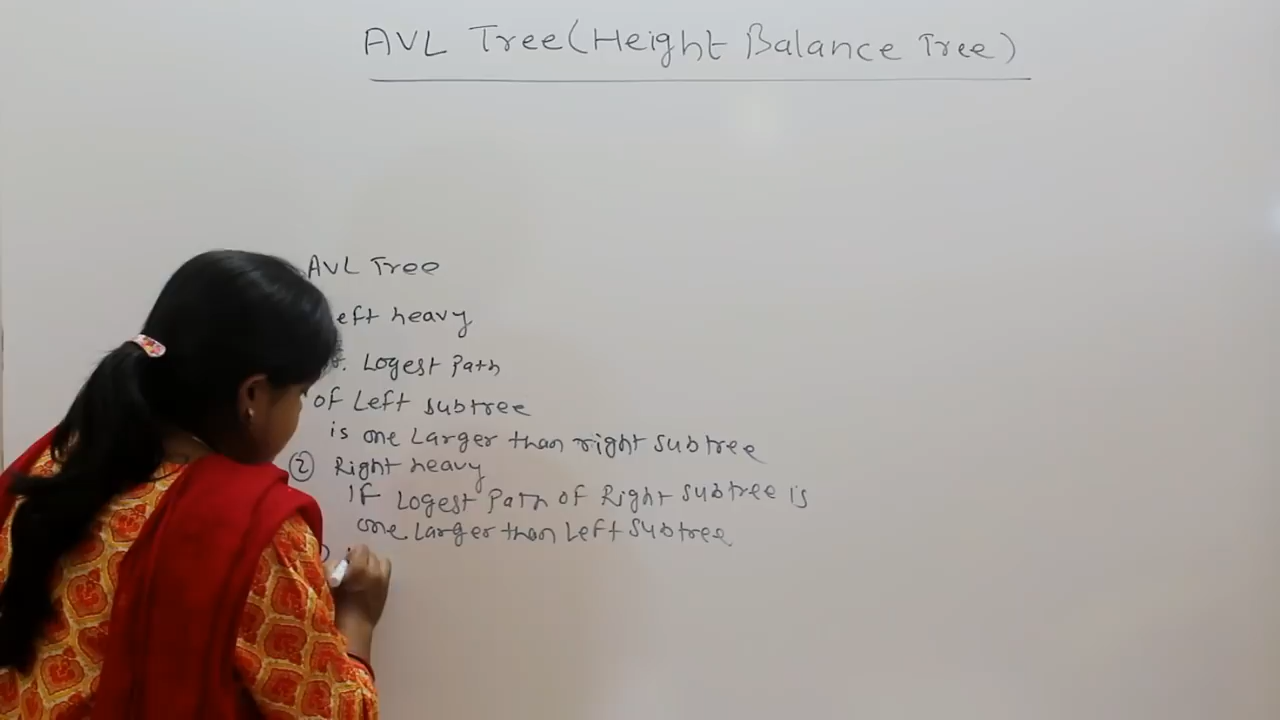 AVL Tree(Height Balance Tree)
AVL Tree
eft heavy
Logest Path
of Left subtree
is one Larger than right subtree
② Right heavy
If Logest Path of Right subtree is
one Larger than Left subtree